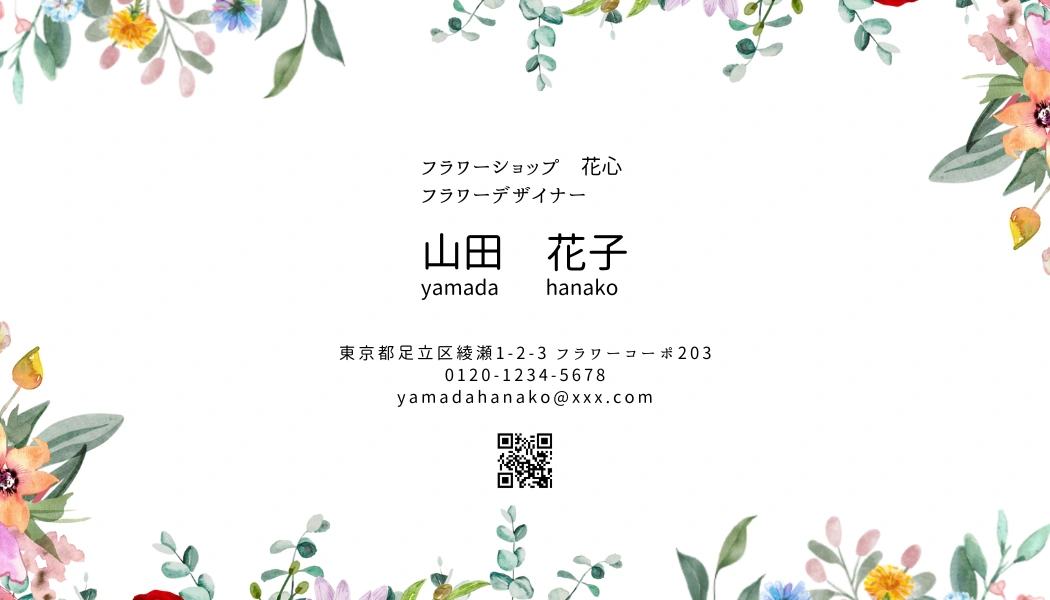 フラワーショップ　花心
フラワーデザイナー
山田　花子
yamada　hanako
東京都足立区綾瀬1-2-3 フラワーコーポ203
0120-1234-5678
yamadahanako@xxx.com